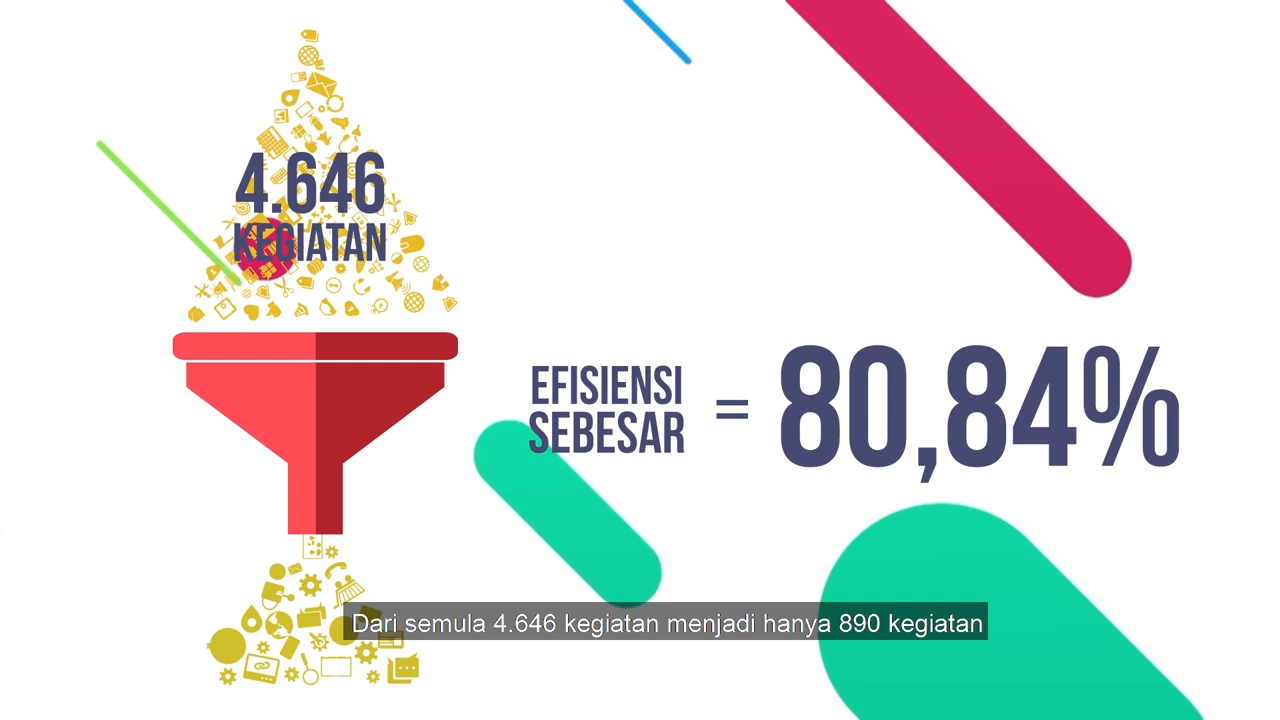 4.646
KEGIATAN
EFISIENSI
SEBESAR
= 80,84%
Dari semula 4.646 kegiatan menjadi hanya 890 kegiatan